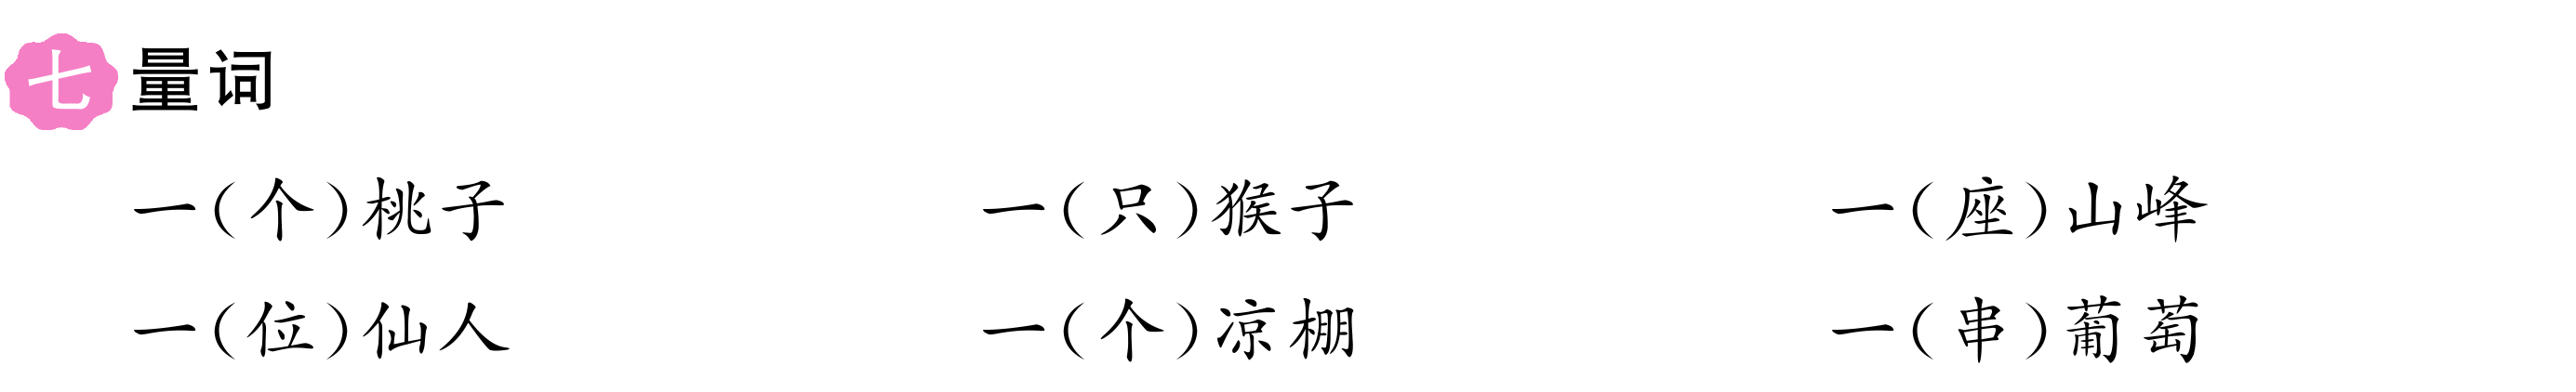 七 量词
一(个)桃子 一(只)猴子 一(座)山峰
一(位)仙人 一(个)凉棚 一(串)葡萄